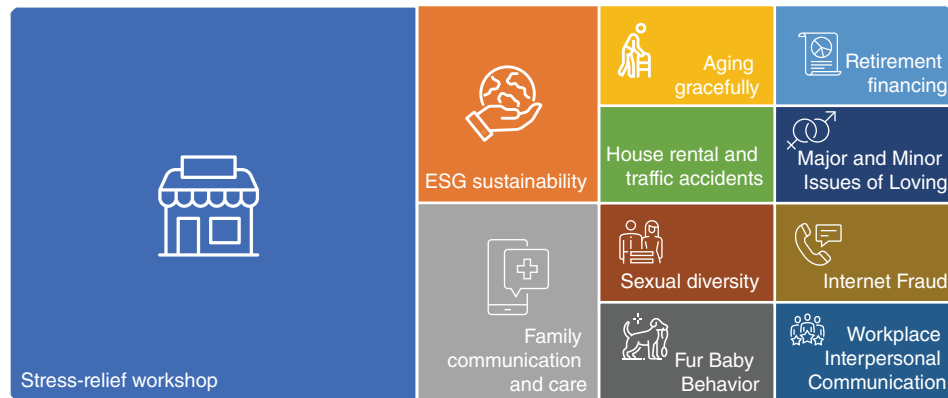 Stress-relief workshop
ESG sustainability
Family
communication
and care
Aging
gracefully
Retirement
financing
House rental and
traffic accidents
Major and Minor
Issues of Loving
Sexual diversity
Internet Fraud
Fur Baby
Behavior
Workplace
Interpersonal
Communication